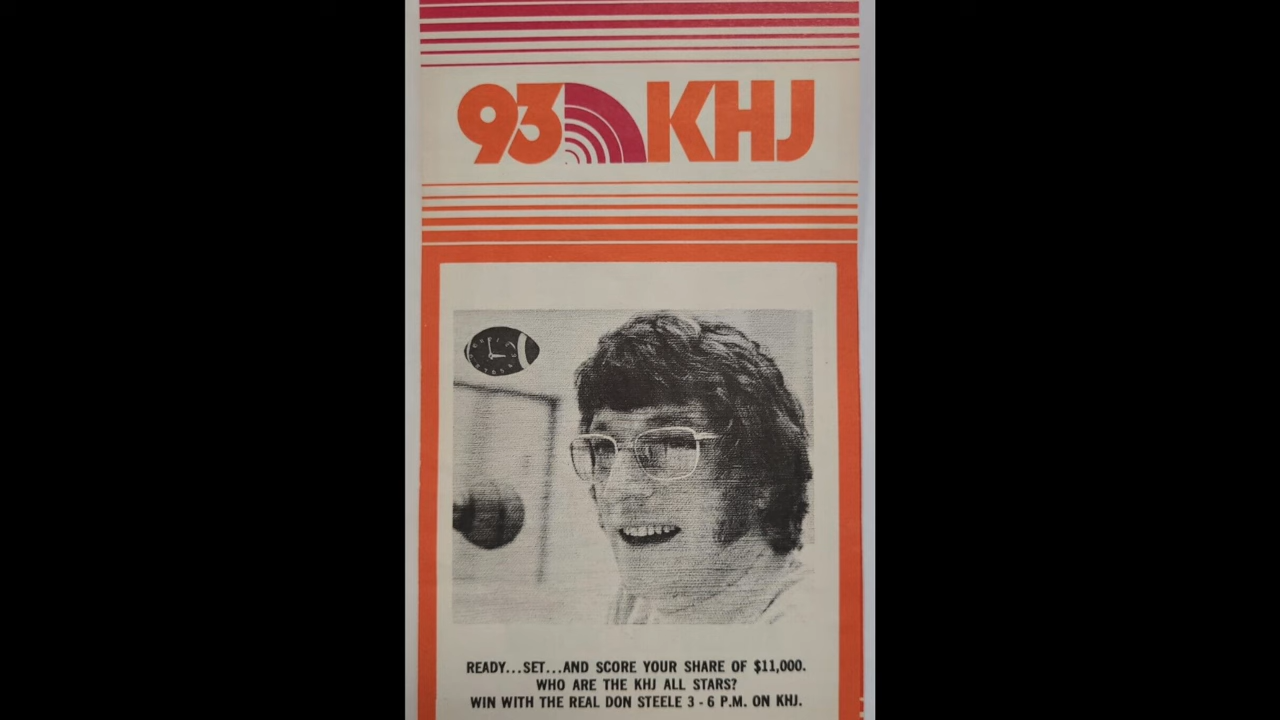 93 KHJ
READY...SET...AND SCORE YOUR SHARE OF $11,000.
WHO ARE THE KHJ ALL STARS?
WIN WITH THE REAL DON STEELE 3 - 6 P.M. ON KHJ.